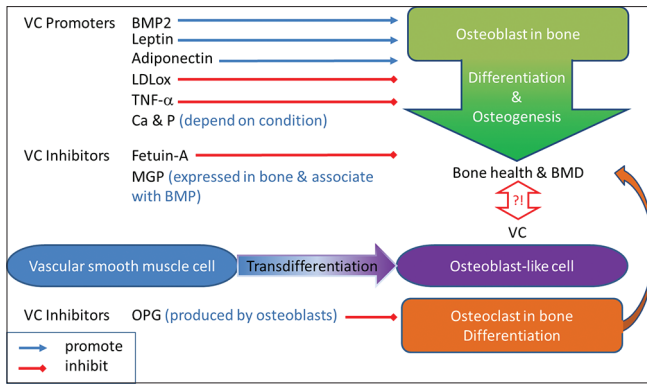 VC Promoters
BMP2
Leptin
Adiponectin
LDLox
TNF-α
Ca & P (depend on condition)
Osteoblast in bone
Differentiation
&
Osteogenesis
VC Inhibitors
Fetuin-A
MGP (expressed in bone & associate
with BMP)
Bone health & BMD
?!
VC
Vascular smooth muscle cell
Transdifferentiation
Osteoblast-like cell
VC Inhibitors
OPG (produced by osteoblasts)
Osteoclast in bone
Differentiation
promote
inhibit